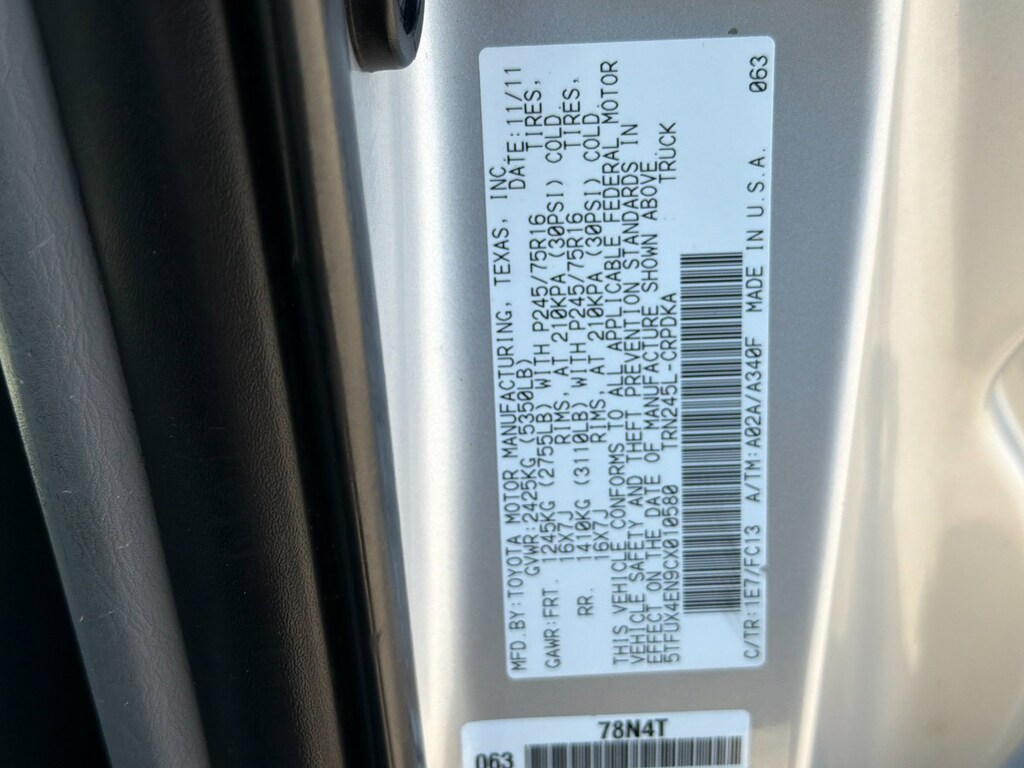 MFD.BY:TOYOTA MOTOR MANUFACTURING, TEXAS, INC.
GVWR:2425KG (5350LB) DATE:11/11
GAWR:FRT. 1245KG (2755LB) WITH P245/75R16 TIRES,
16X7J RIMS, AT 210KPA (30PSI) COLD
RR. 1410KG (3110LB) WITH P245/75R16 TIRES,
16X7J RIMS, AT 210KPA (30PSI) COLD
THIS VEHICLE CONFORMS TO ALL APPLICABLE FEDERAL MOTOR
VEHICLE SAFETY AND THEFT PREVENTION STANDARDS IN
EFFECT ON THE DATE OF MANUFACTURE SHOWN ABOVE.
5TFUX4EN9CX010580 TRN245L-CRPDKA TRUCK
C/TR:1E7/FC13 A/TM:A02A/A340F MADE IN U.S.A. 063
78N4T
063